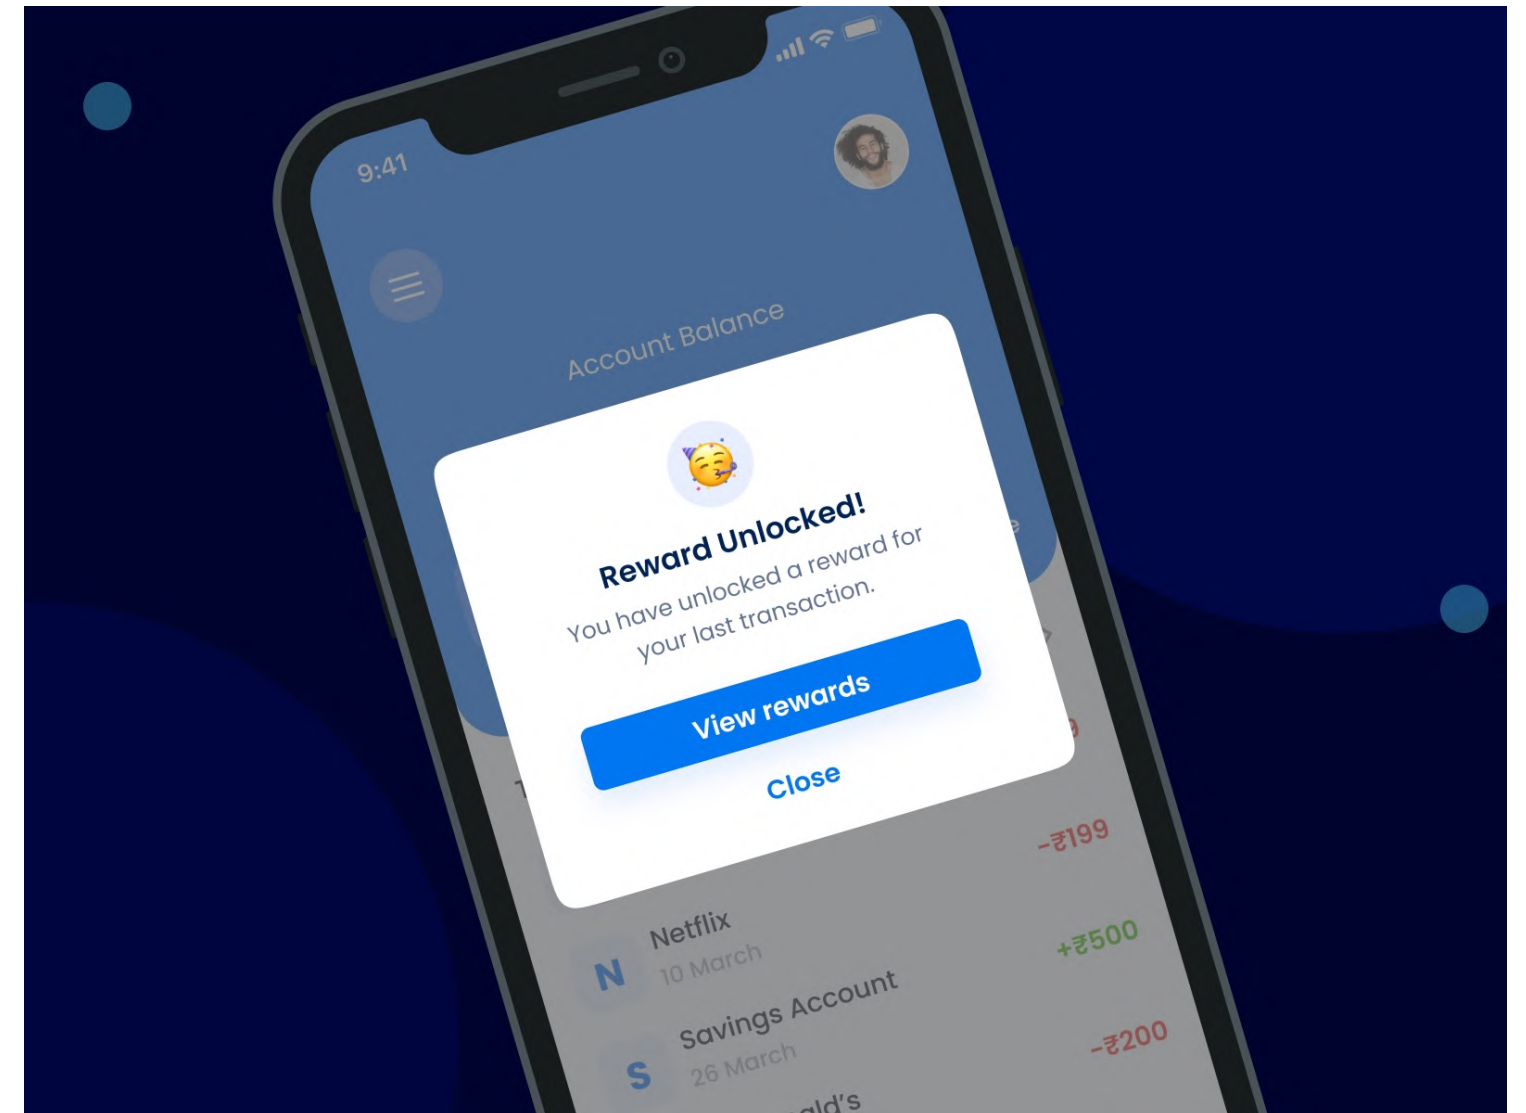 9:41
Account Balance
Reward Unlocked!
You have unlocked a reward for
your last transaction.
View rewards
Close
-₹199
Netflix
10 March
+₹500
N
Savings Account
26 March
-₹200
S